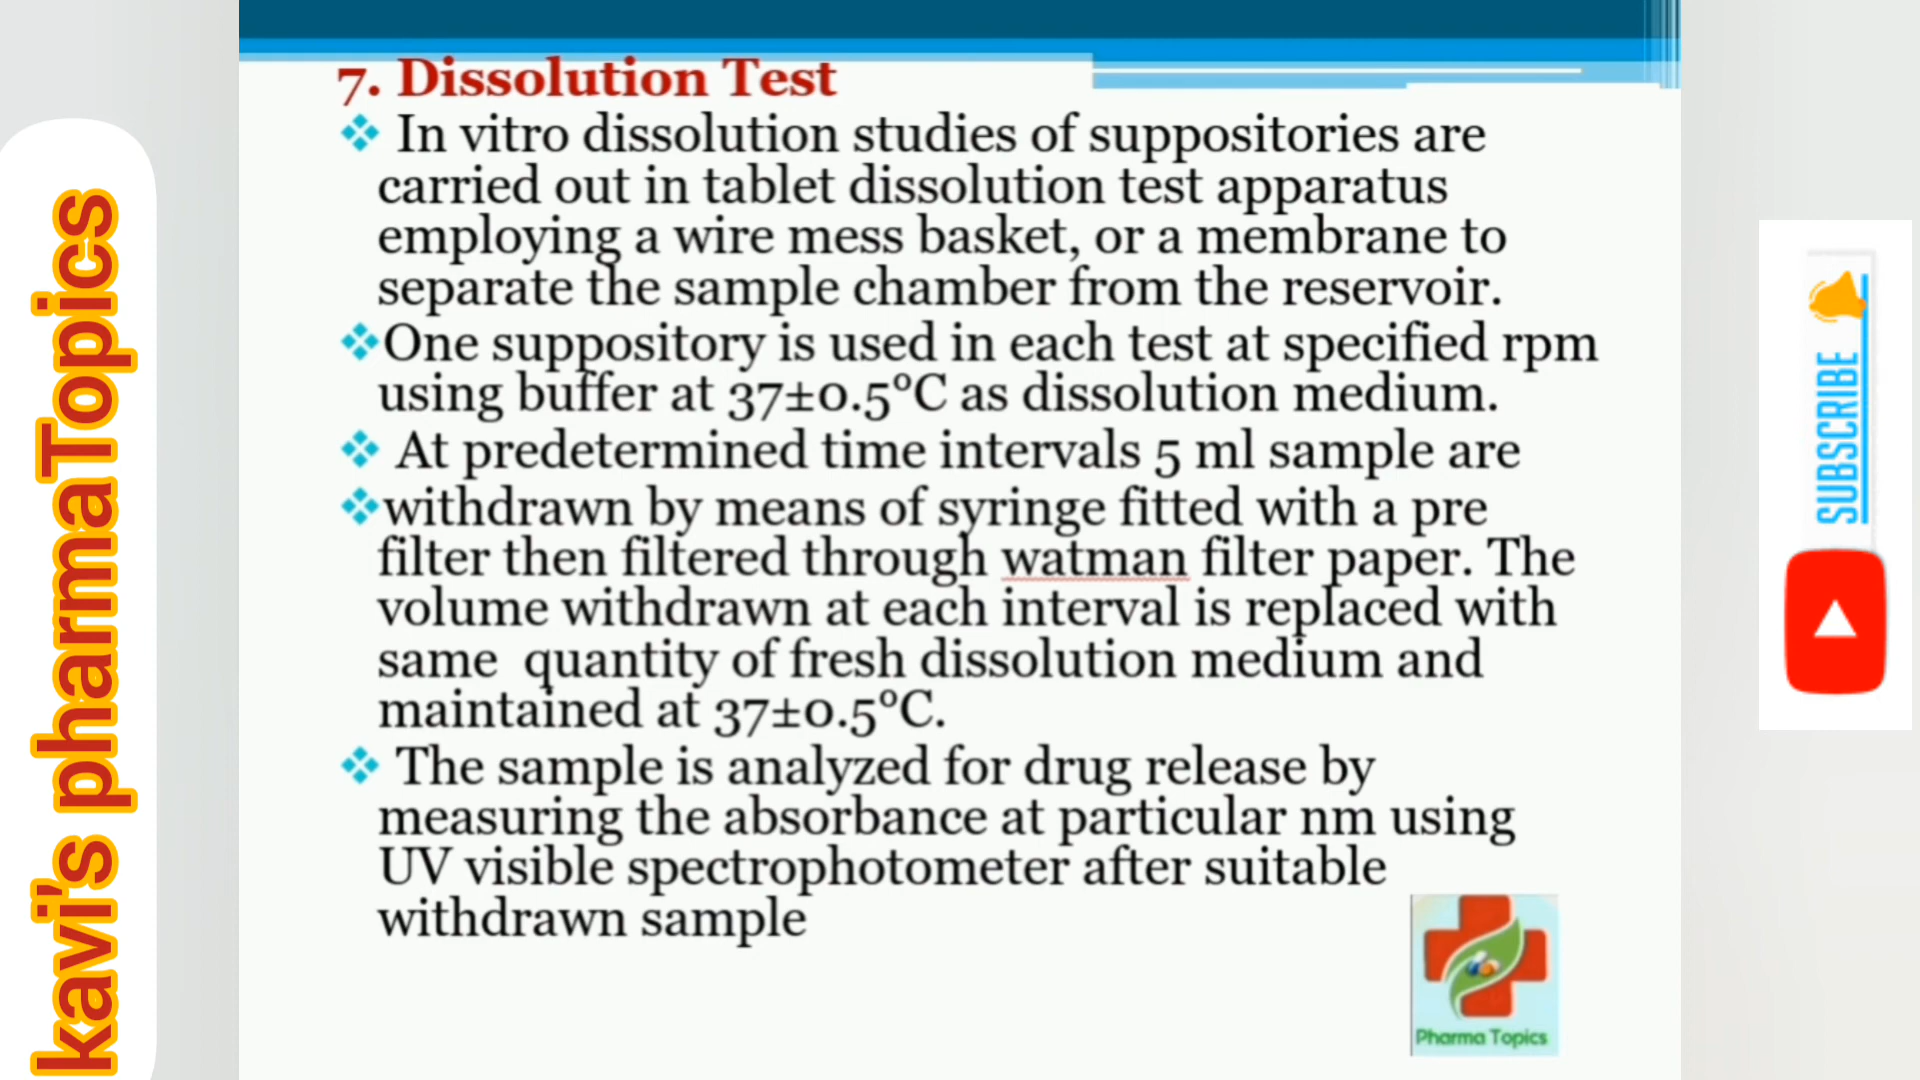 7. Dissolution Test
In vitro dissolution studies of suppositories are
carried out in tablet dissolution test apparatus
employing a wire mess basket, or a membrane to
separate the sample chamber from the reservoir.
One suppository is used in each test at specified rpm
using buffer at 37±0.5°C as dissolution medium.
At predetermined time intervals 5 ml sample are
withdrawn by means of syringe fitted with a pre
filter then filtered through watman filter paper. The
volume withdrawn at each interval is replaced with
same quantity of fresh dissolution medium and
maintained at 37±0.5°C.
The sample is analyzed for drug release by
measuring the absorbance at particular nm using
UV visible spectrophotometer after suitable
withdrawn sample
kavi's pharmaTopics
SUBSCRIBE
Pharma Topics